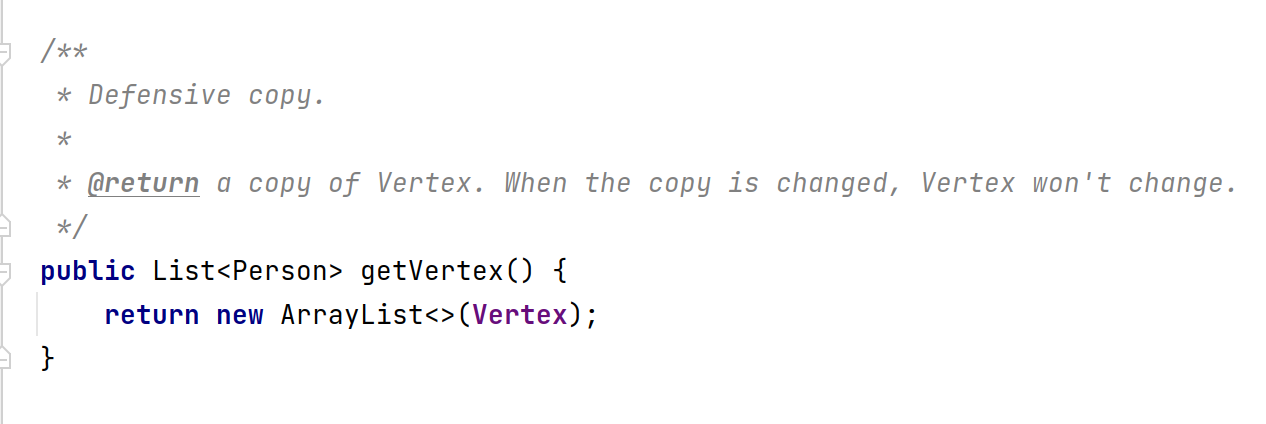 /**
 * Defensive copy.
 *
 * @return a copy of Vertex. When the copy is changed, Vertex won't change.
 */
public List<Person> getVertex() {
    return new ArrayList<>(Vertex);
}